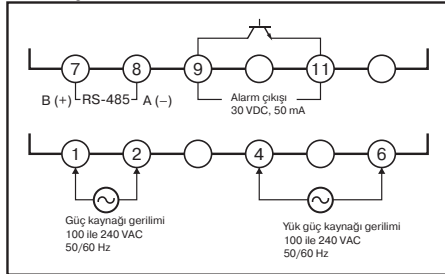 7 8 9 11
B (+) RS-485 A (–)
Alarm çıkışı
30 VDC, 50 mA
1 2 4 6
Güç kaynağı gerilimi
100 ile 240 VAC
50/60 Hz
Yük güç kaynağı gerilimi
100 ile 240 VAC
50/60 Hz